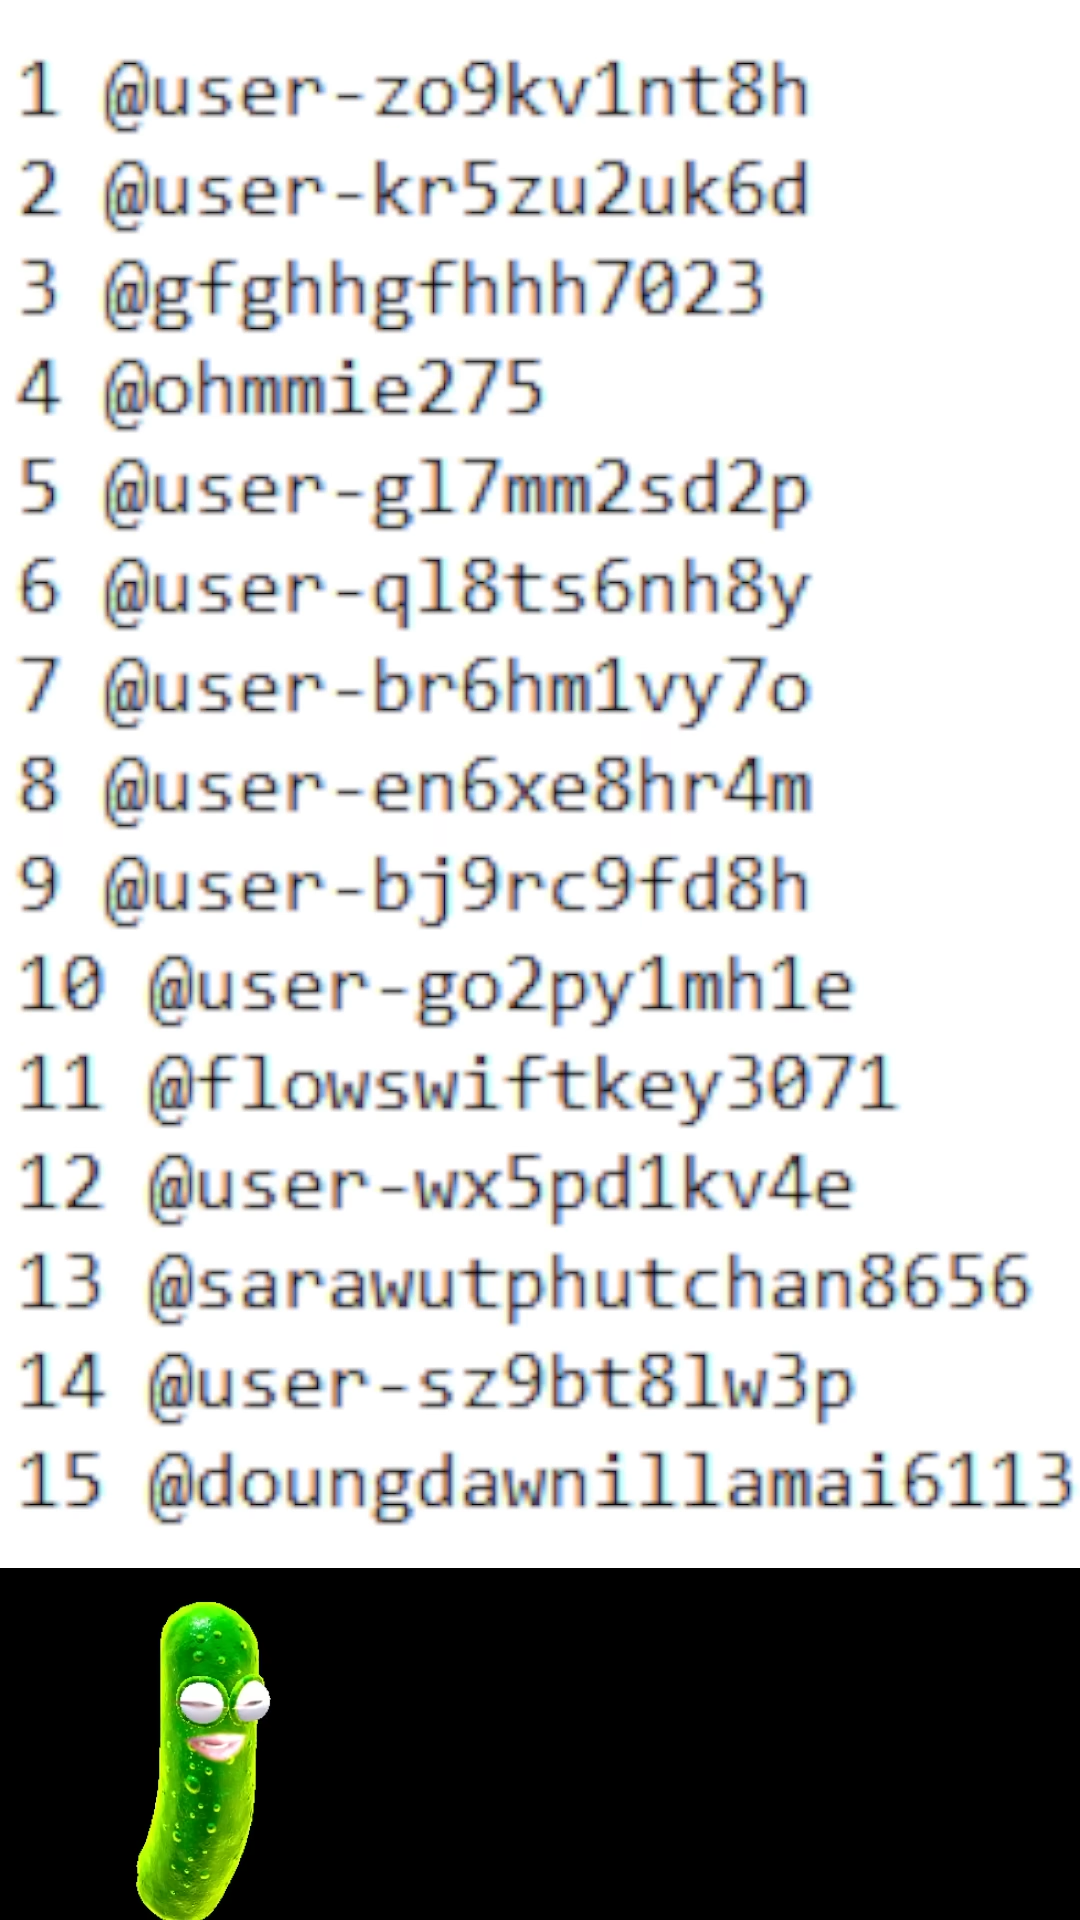 1 @user-zo9kv1nt8h
2 @user-kr5zu2uk6d
3 @gfghhgfhhh7023
4 @ohmmie275
5 @user-gl7mm2sd2p
6 @user-ql8ts6nh8y
7 @user-br6hm1vy7o
8 @user-en6xe8hr4m
9 @user-bj9rc9fd8h
10 @user-go2py1mh1e
11 @flowswiftkey3071
12 @user-wx5pd1kv4e
13 @sarawutphutchan8656
14 @user-sz9bt8lw3p
15 @doungdawnillamai6113